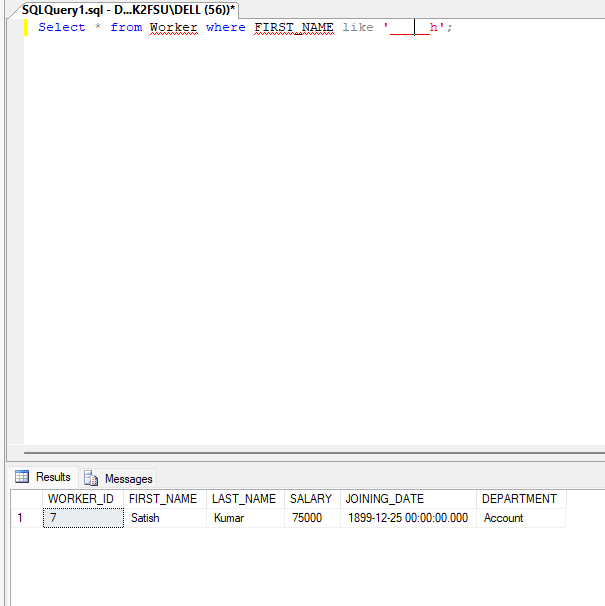 SQLQuery1.sql - D...K2FSU\DELL (56))*
Select * from Worker where FIRST_NAME like '_____h';
Results Messages
WORKER_ID FIRST_NAME LAST_NAME SALARY JOINING_DATE DEPARTMENT
1 7 Satish Kumar 75000 1899-12-25 00:00:00.000 Account